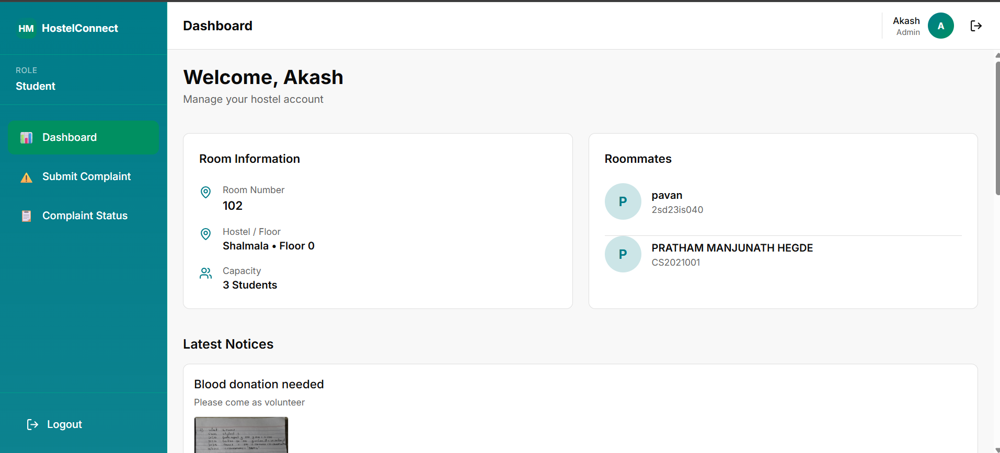 HM HostelConnect
ROLE
Student
Dashboard
Submit Complaint
Complaint Status
Logout
Dashboard
Akash
Admin
A
Welcome, Akash
Manage your hostel account
Room Information
Room Number
102
Hostel / Floor
Shalmala • Floor 0
Capacity
3 Students
Roommates
P
pavan
2sd23is040
P
PRATHAM MANJUNATH HEGDE
CS2021001
Latest Notices
Blood donation needed
Please come as volunteer